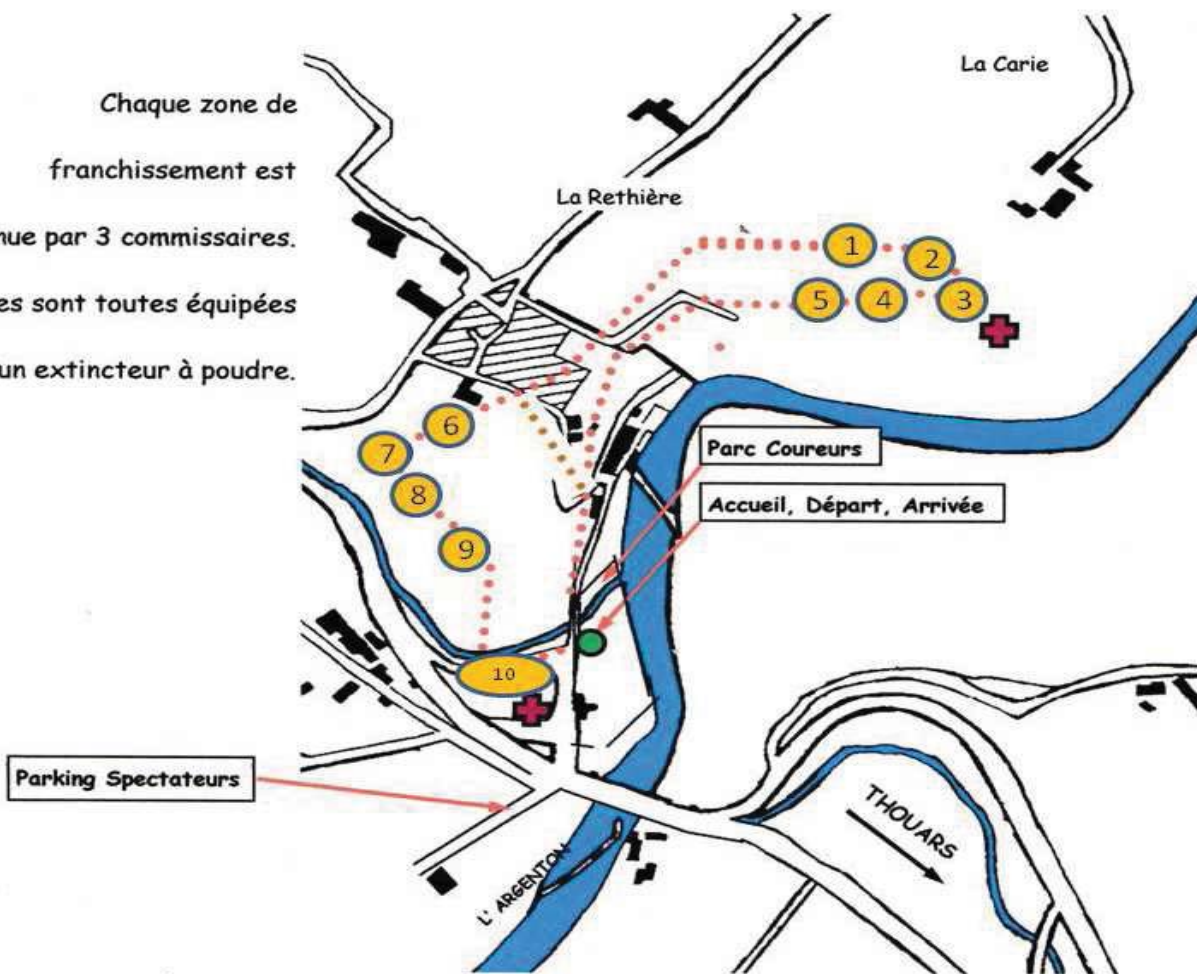 Chaque zone de
franchissement est
nue par 3 commissaires.
es sont toutes équipées
un extincteur à poudre.
La Carie
La Rethière
1
2
3
4
5
6
7
8
9
10
Parc Coureurs
Accueil, Départ, Arrivée
Parking Spectateurs
THOUARS
L'ARGENTON